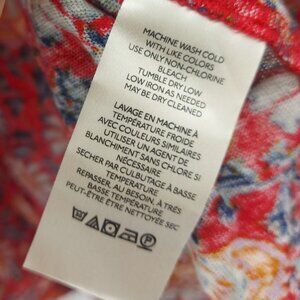 MACHINE WASH COLD
WITH LIKE COLORS
USE ONLY NON-CHLORINE
BLEACH
TUMBLE DRY LOW
LOW IRON AS NEEDED
MAY BE DRY CLEANED
LAVAGE EN MACHINE À
TEMPÉRATURE FROIDE
AVEC COULEURS SIMILAIRES
UTILISER UN AGENT DE
BLANCHIMENT SANS CHLORE SI
NÉCESSAIRE
SÉCHER PAR CULBUTAGE À BASSE
TEMPÉRATURE
REPASSER, AU BESOIN, À TRÈS
BASSE TEMPÉRATURE
PEUT-ÊTRE ÊTRE NETTOYÉE SEC